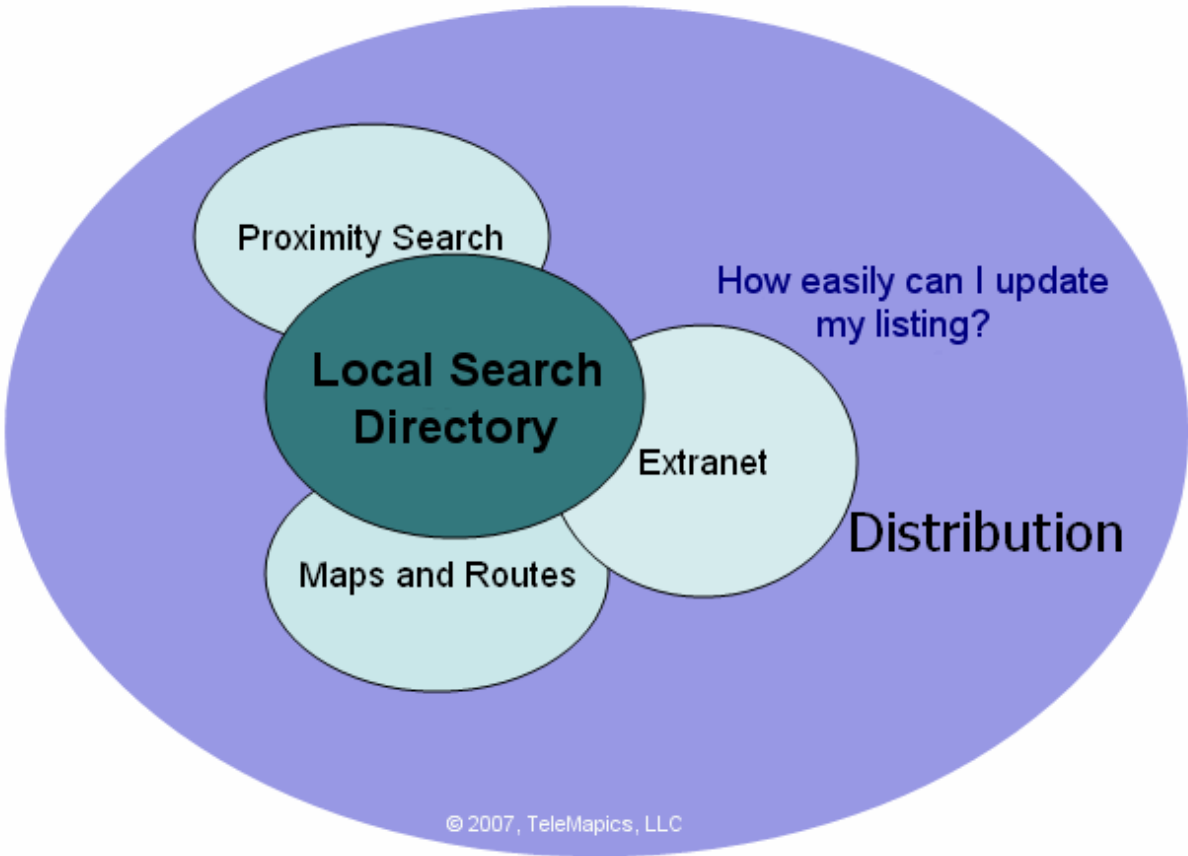 Proximity Search
How easily can I update
my listing?
Local Search
Directory
Extranet
Distribution
Maps and Routes
© 2007, TeleMapics, LLC